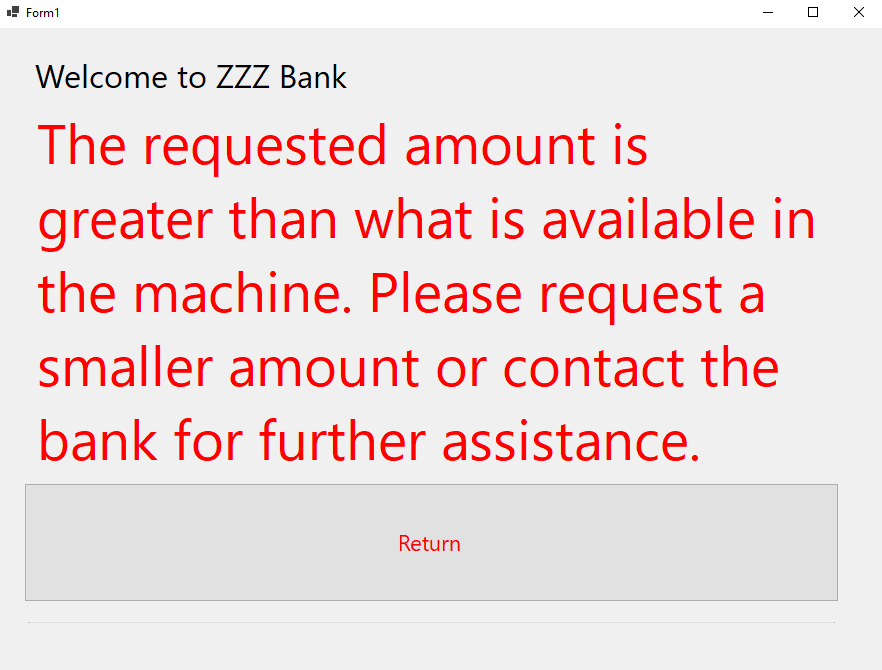 Form1
Welcome to ZZZ Bank
The requested amount is
greater than what is available in
the machine. Please request a
smaller amount or contact the
bank for further assistance.
Return